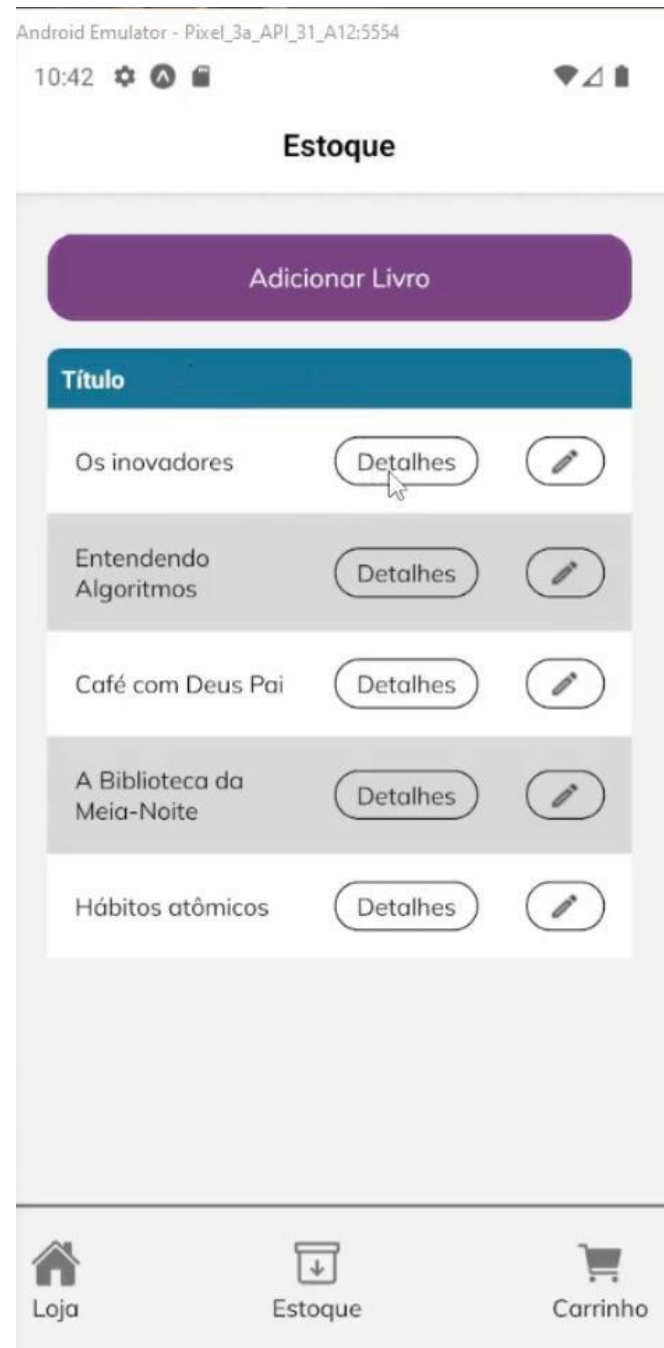 Android Emulator - Pixel_3a_API_31_A12:5554
10:42
Estoque
Adicionar Livro
Título
Os inovadores Detalhes
Entendendo
Algoritmos Detalhes
Café com Deus Pai Detalhes
A Biblioteca da
Meia-Noite Detalhes
Hábitos atômicos Detalhes
Loja Estoque Carrinho